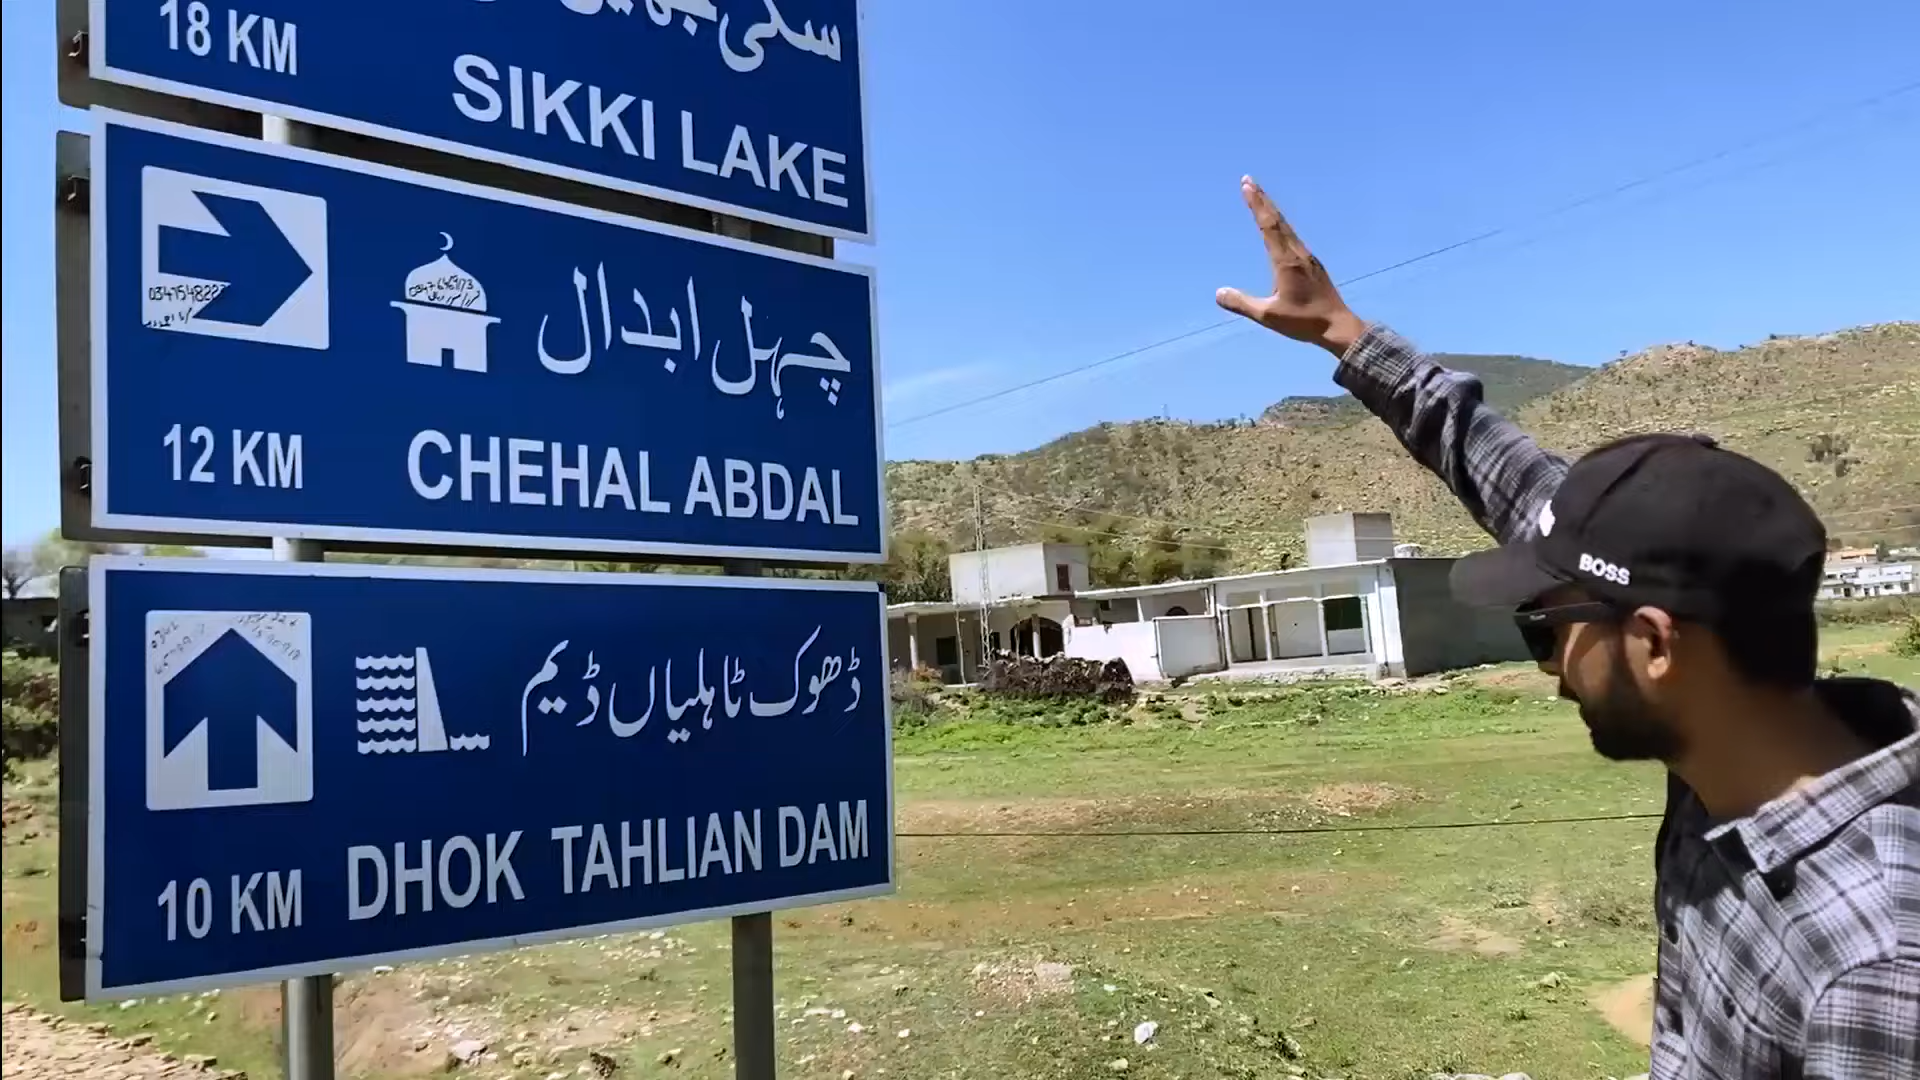 سکی
18 KM
SIKKI LAKE
چہل ابدال
12 KM
CHEHAL ABDAL
ڈھوک ٹاہلیاں ڈیم
10 KM
DHOK TAHLIAN DAM
BOSS